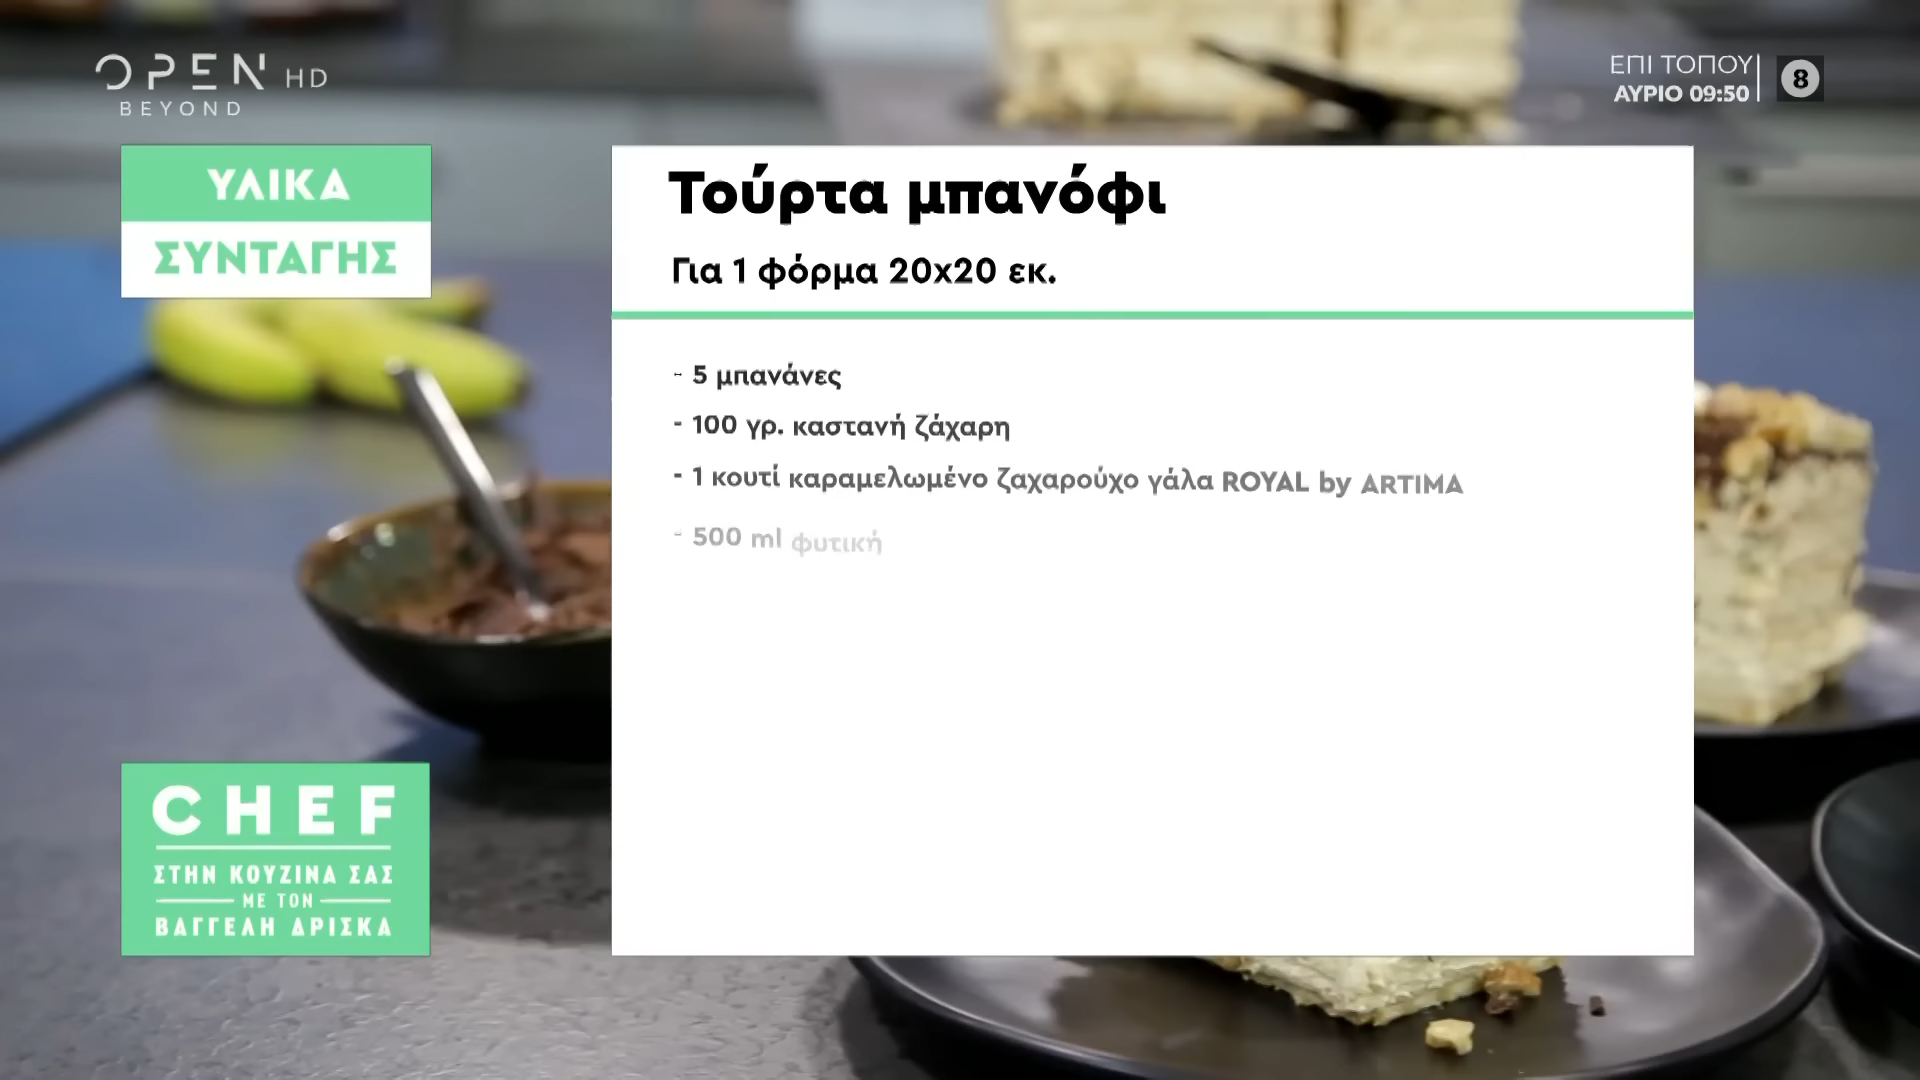 OPEN HD
BEYOND
ΕΠΙ ΤΟΠΟΥ
ΑΥΡΙΟ 09:50
8
ΥΛΙΚΑ
ΣΥΝΤΑΓΗΣ
Τούρτα μπανόφι
Για 1 φόρμα 20x20 εκ.
- 5 μπανάνες
- 100 γρ. καστανή ζάχαρη
- 1 κουτί καραμελωμένο ζαχαρούχο γάλα ROYAL by ARTIMA
- 500 ml φυτική
CHEF
ΣΤΗΝ ΚΟΥΖΙΝΑ ΣΑΣ
ΜΕ ΤΟΝ
ΒΑΓΓΕΛΗ ΔΡΙΣΚΑ